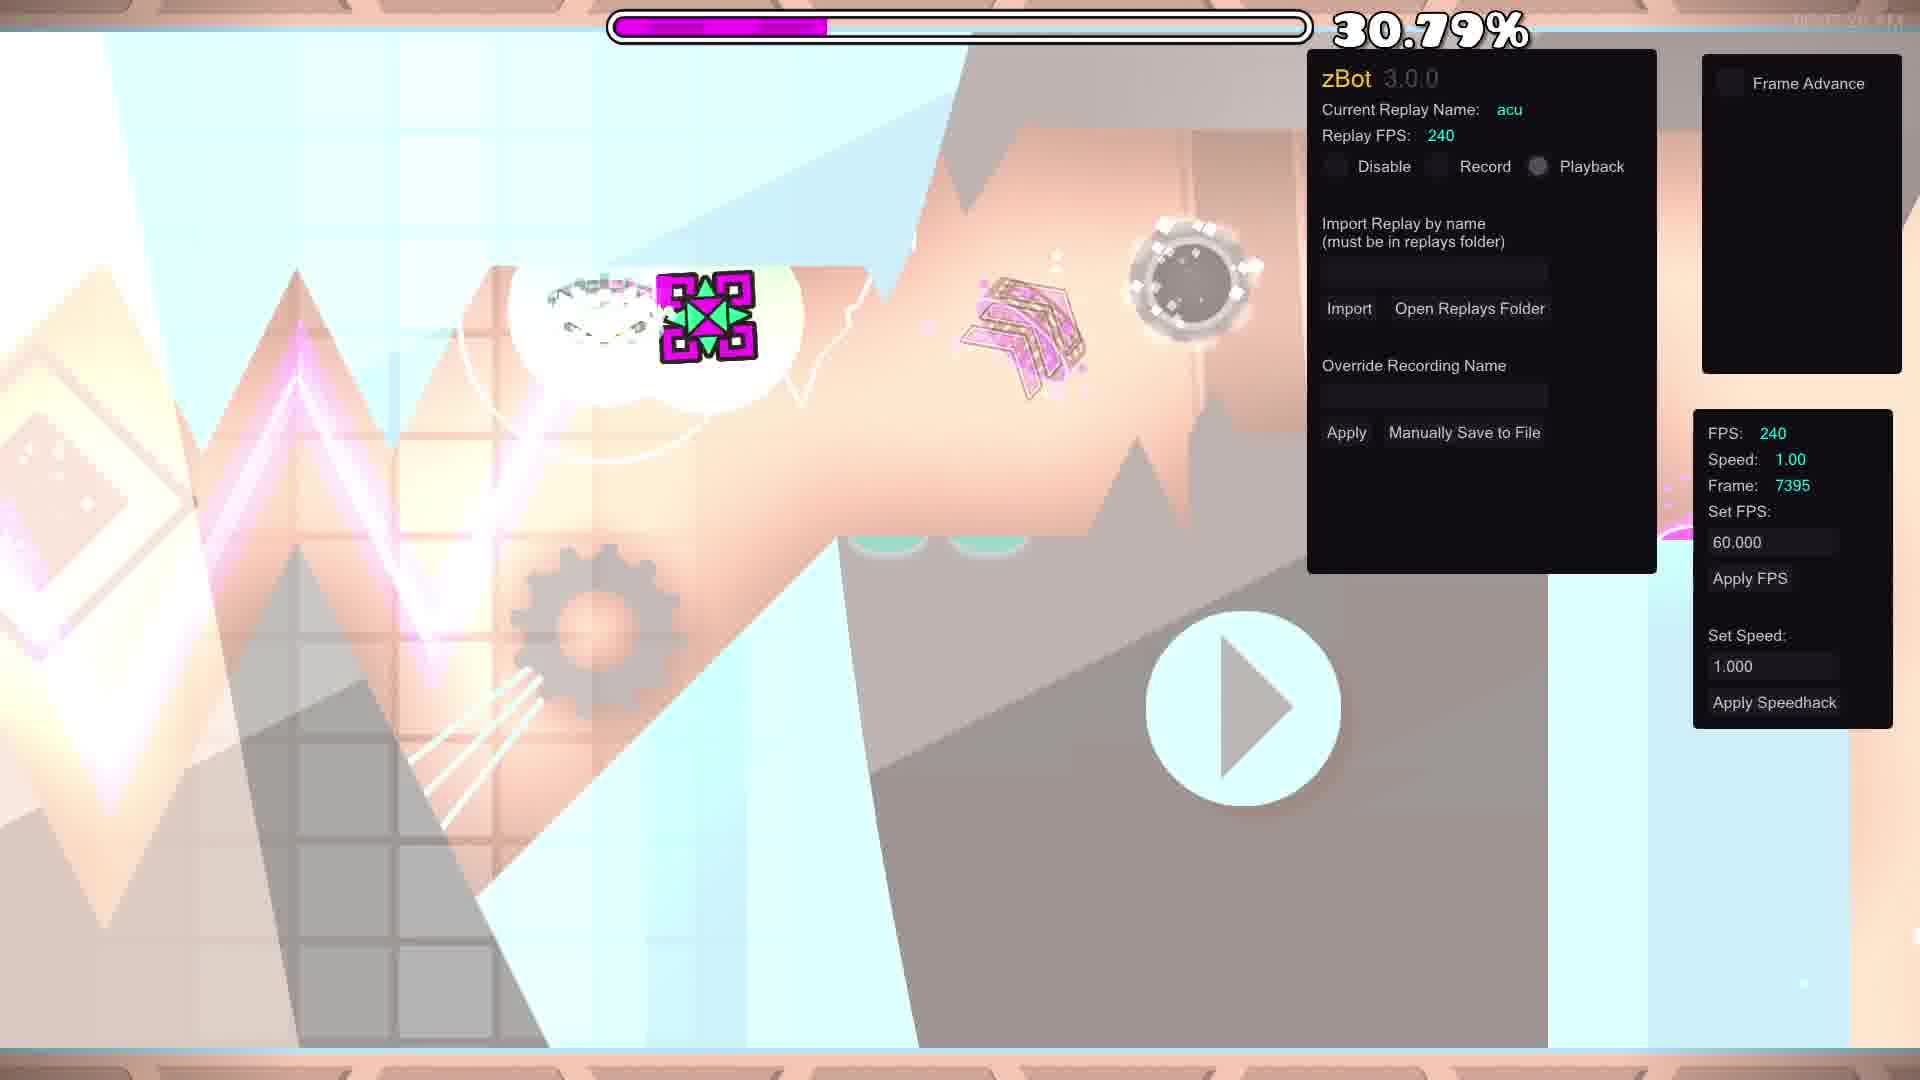 30.79%
zBot 3.0.0
Current Replay Name: acu
Replay FPS: 240
Disable Record Playback
Import Replay by name
(must be in replays folder)
Import Open Replays Folder
Override Recording Name
Apply Manually Save to File
Frame Advance
FPS: 240
Speed: 1.00
Frame: 7395
Set FPS:
60.000
Apply FPS
Set Speed:
1.000
Apply Speedhack